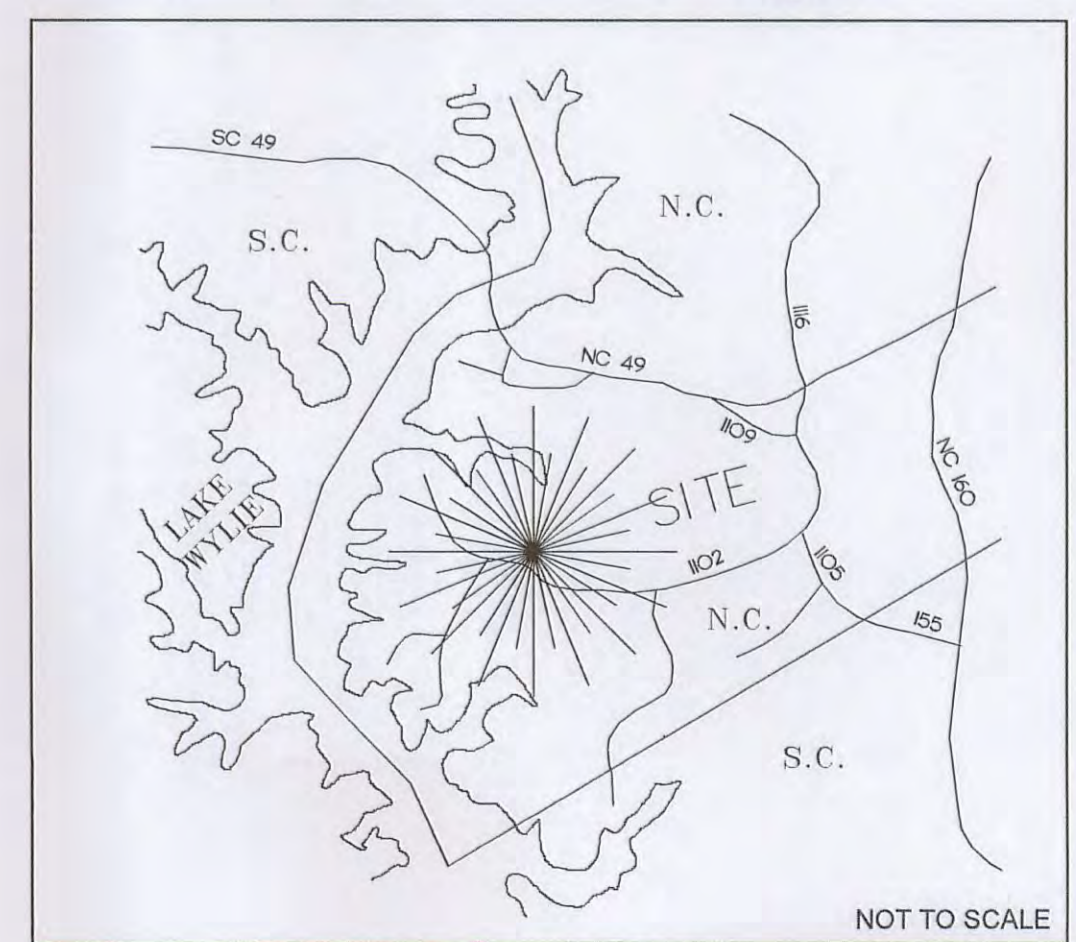 SC 49
N.C.
S.C.
1116
NC 49
1109
NC 160
SITE
LAKE
WYLIE
1102
1105
N.C.
155
S.C.
NOT TO SCALE